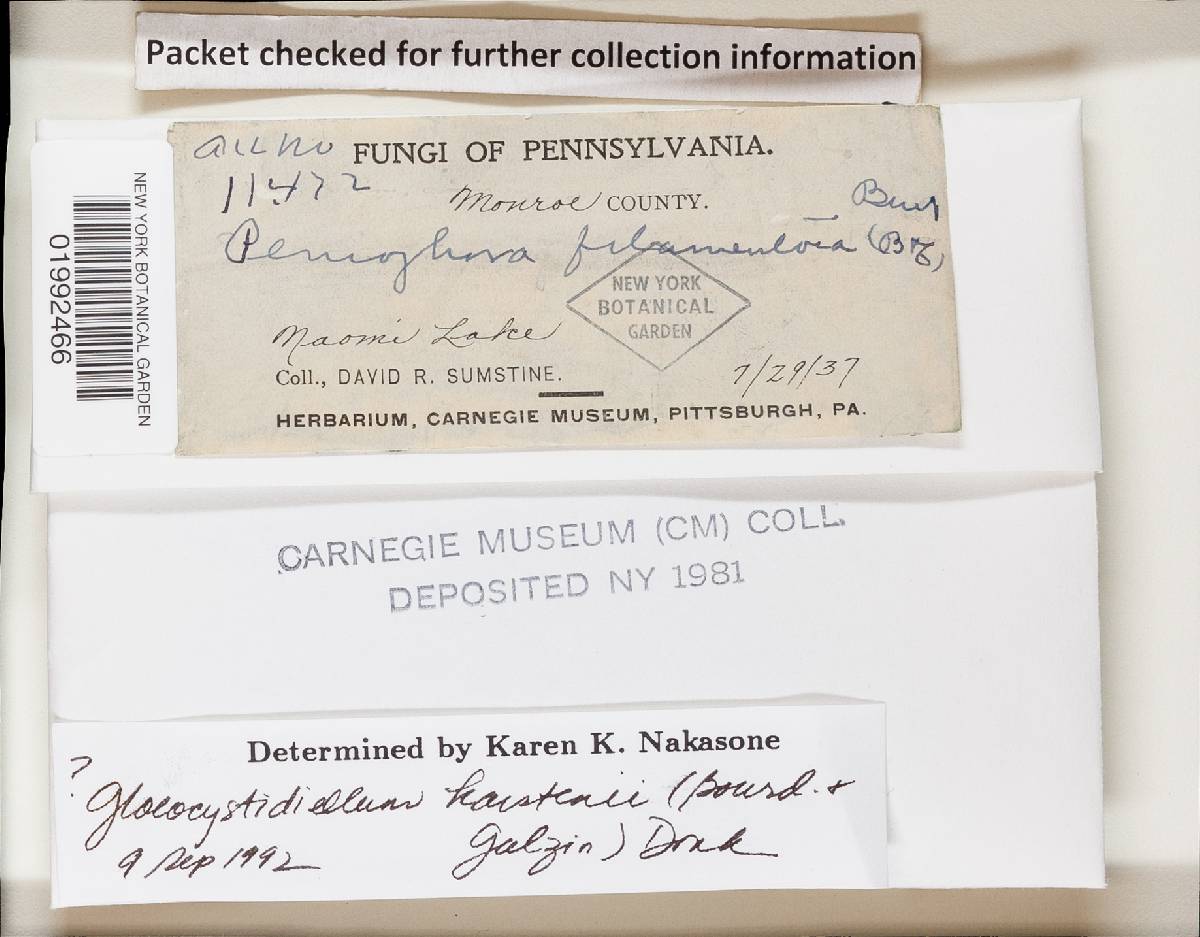 Packet checked for further collection information
NEW YORK BOTANICAL GARDEN
01992466
FUNGI OF PENNSYLVANIA.
11472
Monroe COUNTY.
Burt
Peniophora filamentosa (B+C)
NEW YORK
BOTANICAL
GARDEN
Naomi Lake
Coll., DAVID R. SUMSTINE.
7/29/37
HERBARIUM, CARNEGIE MUSEUM, PITTSBURGH, PA.
CARNEGIE MUSEUM (CM) COLL.
DEPOSITED NY 1981
Determined by Karen K. Nakasone
?
Gloeocystidiellum karstenii (Bourd. +
Galzin) Donk
9 Sep 1992